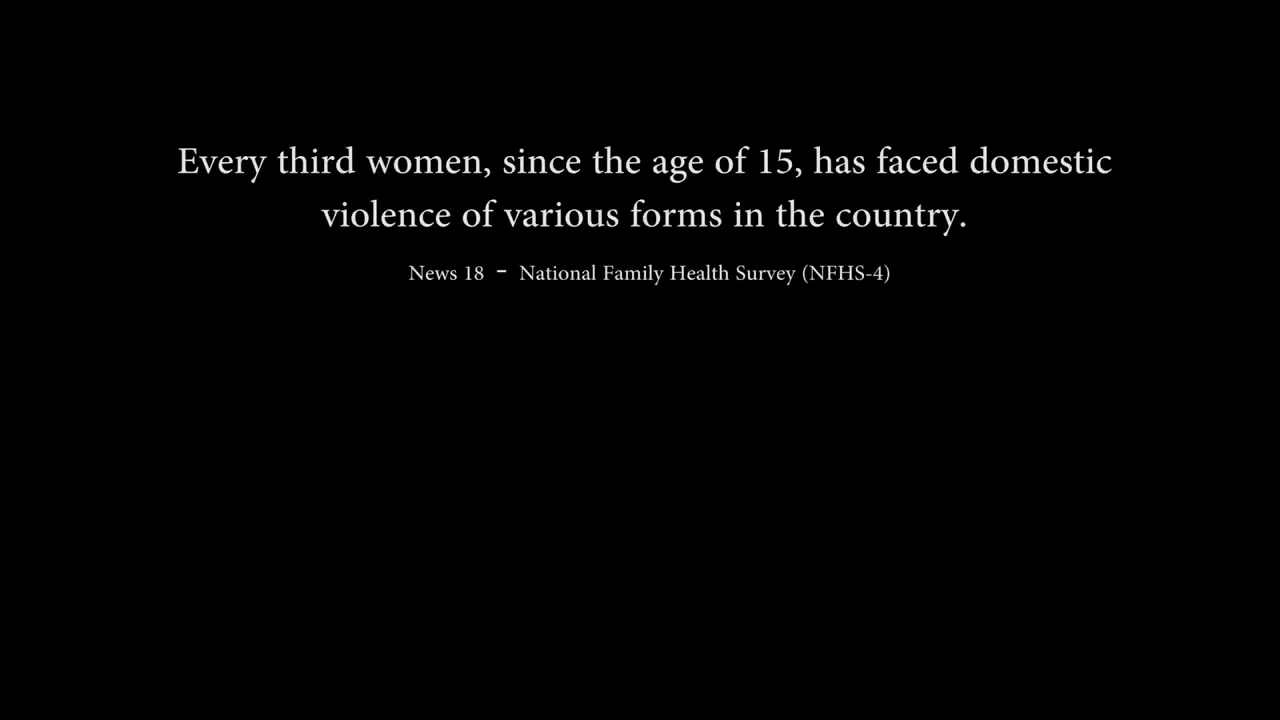 Every third women, since the age of 15, has faced domestic
violence of various forms in the country.
News 18 - National Family Health Survey (NFHS-4)